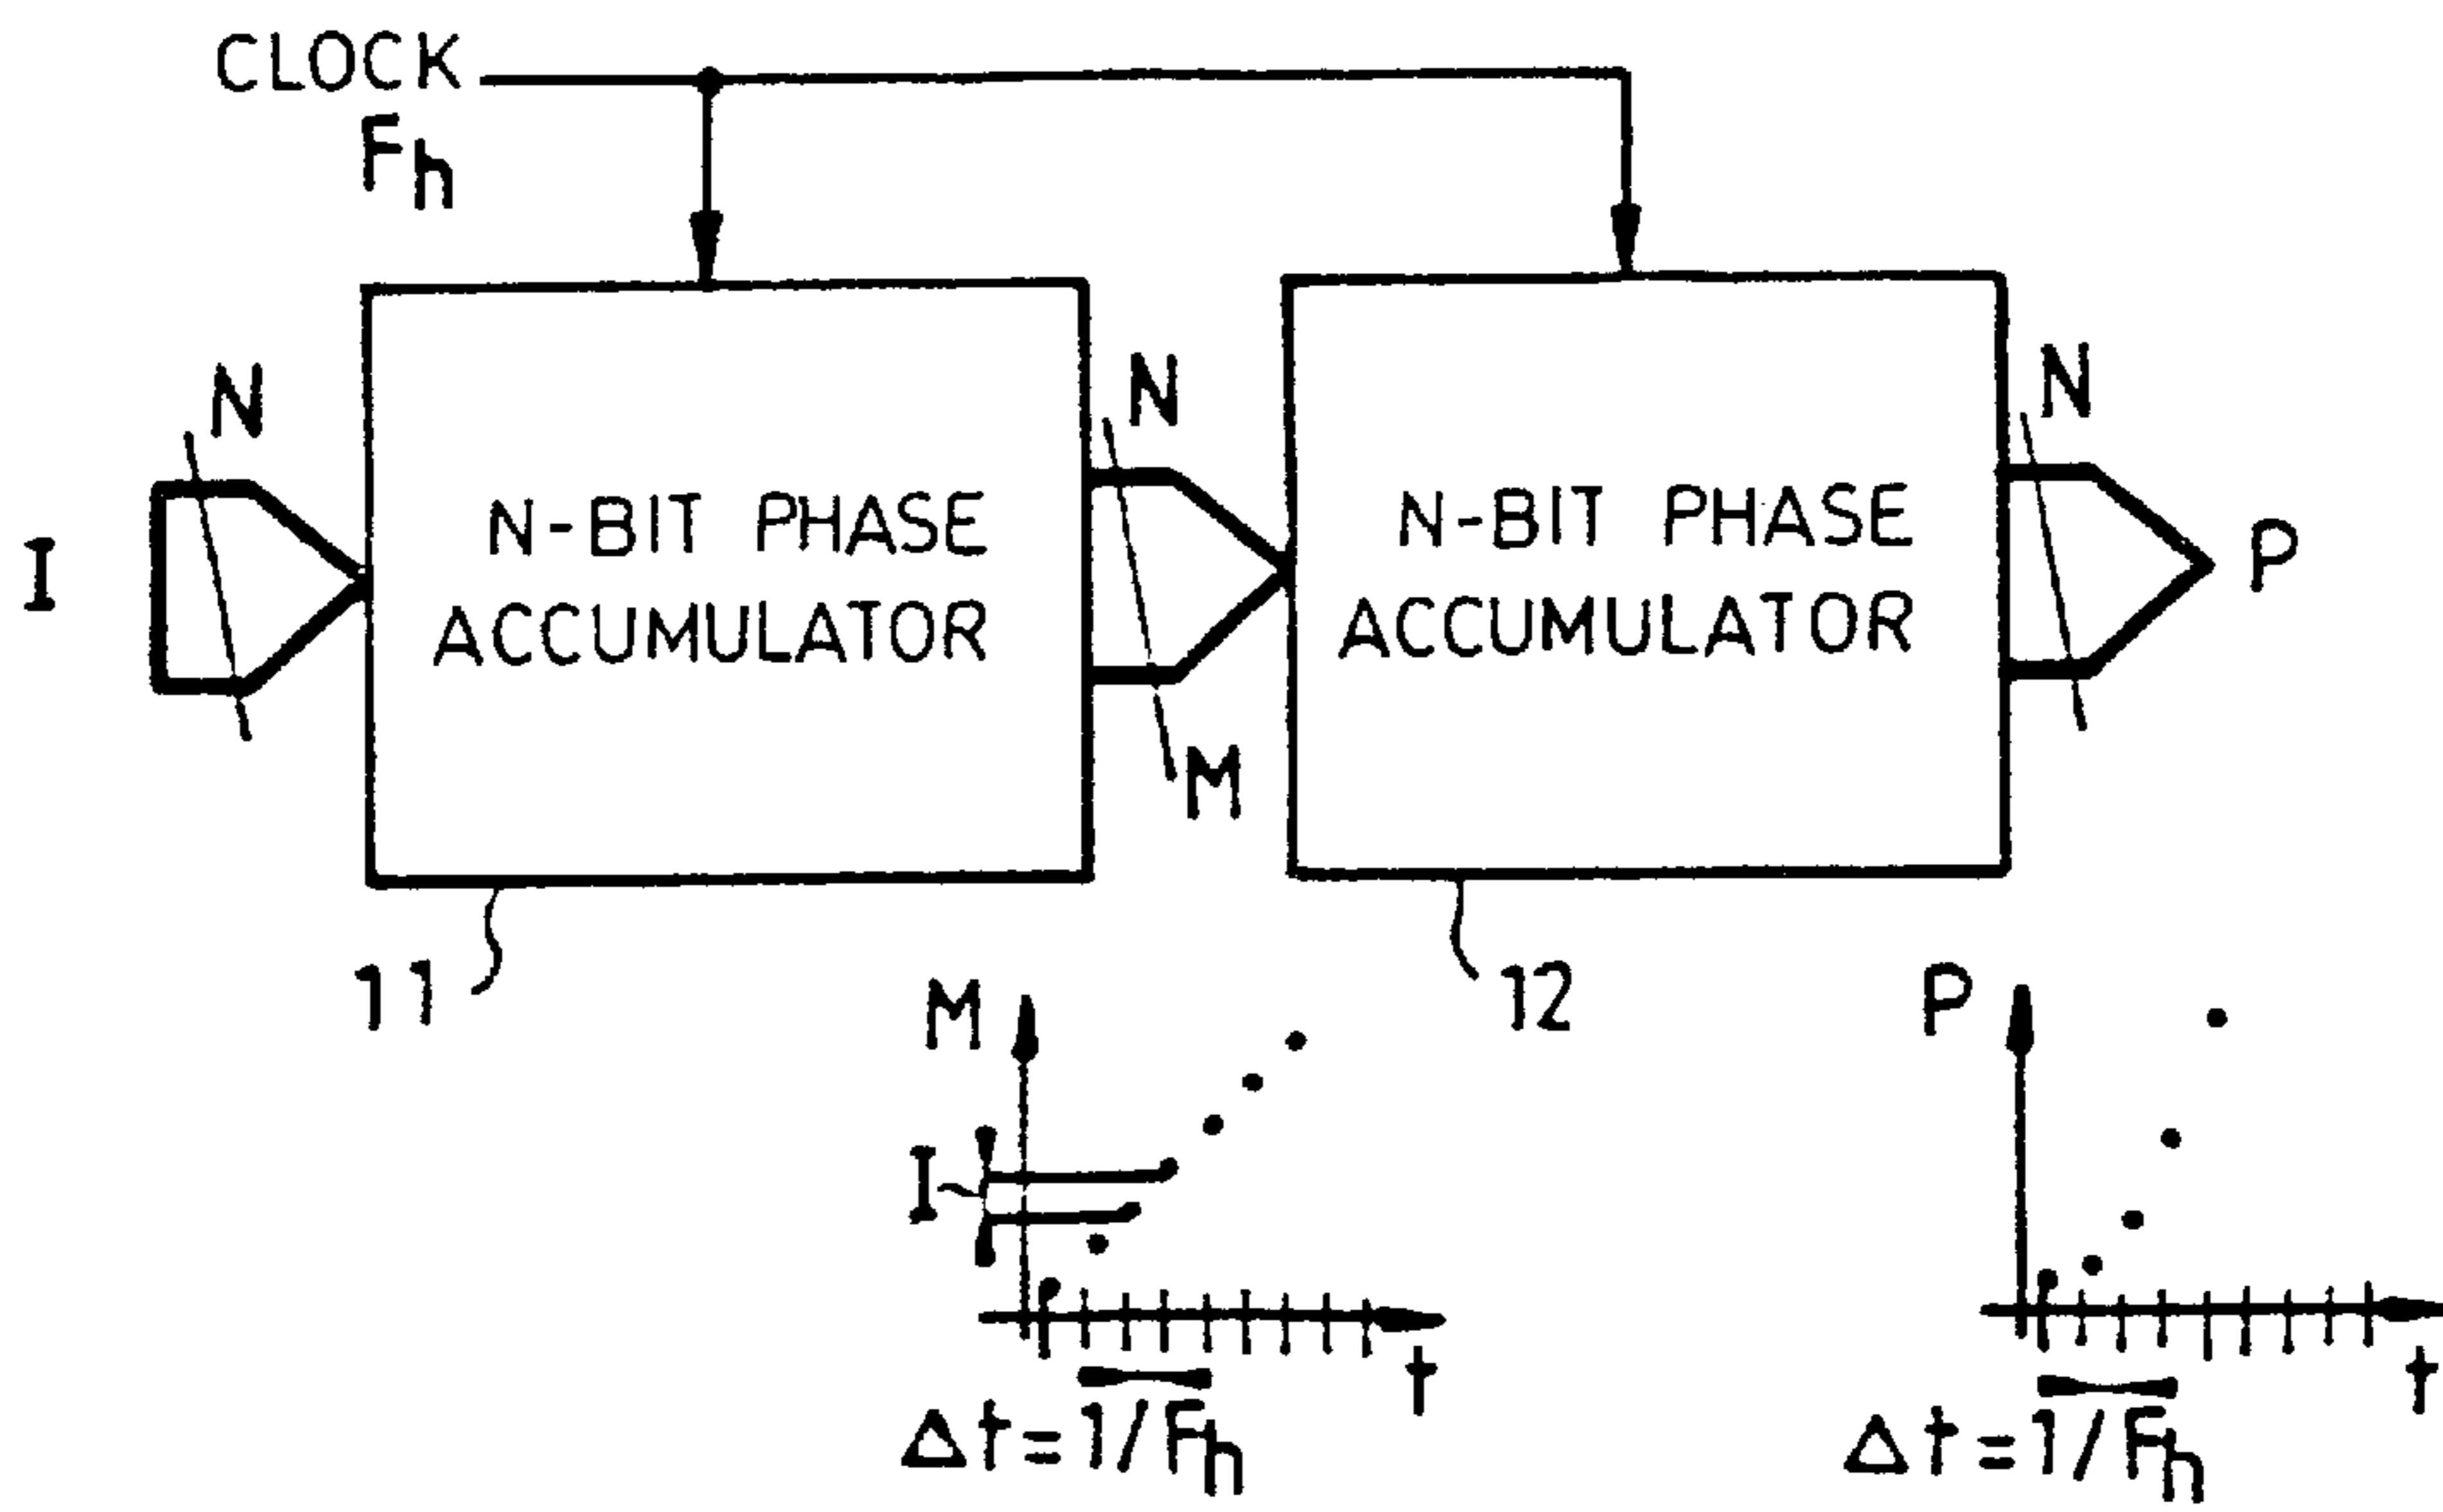 CLOCK
Fh
N
N
N
I
N-BIT PHASE
ACCUMULATOR
N-BIT PHASE
ACCUMULATOR
P
M
11
12
M
P
I
t
t
Δt=1/Fh
Δt=1/Fh